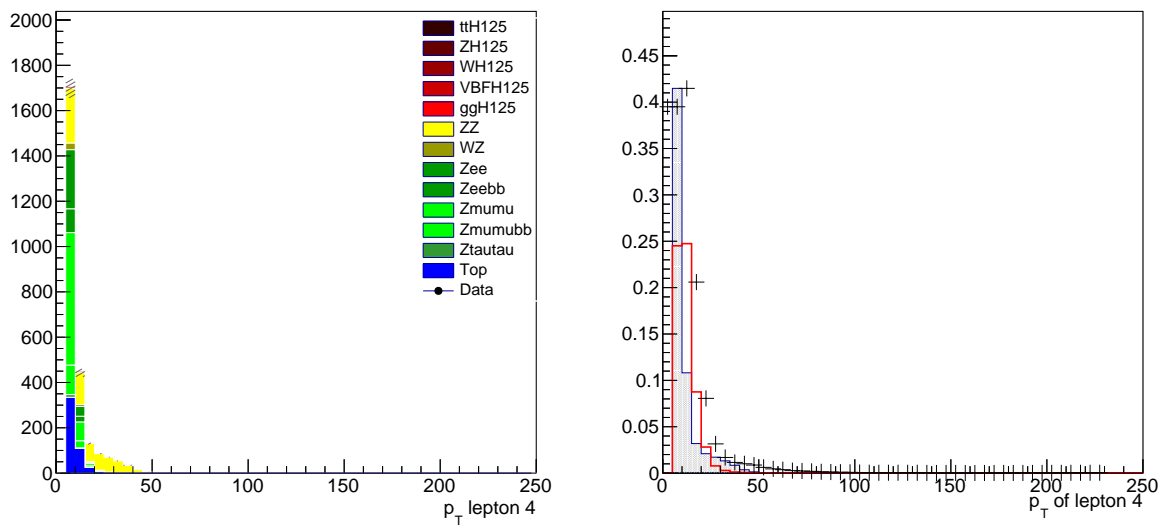 2000
1800
1600
1400
1200
1000
800
600
400
200
0
0
50
100
150
200
250
p_T lepton 4
ttH125
ZH125
WH125
VBFH125
ggH125
ZZ
WZ
Zee
Zeebb
Zmumu
Zmumubb
Ztautau
Top
Data
0.45
0.4
0.35
0.3
0.25
0.2
0.15
0.1
0.05
0
0
50
100
150
200
250
p_T of lepton 4